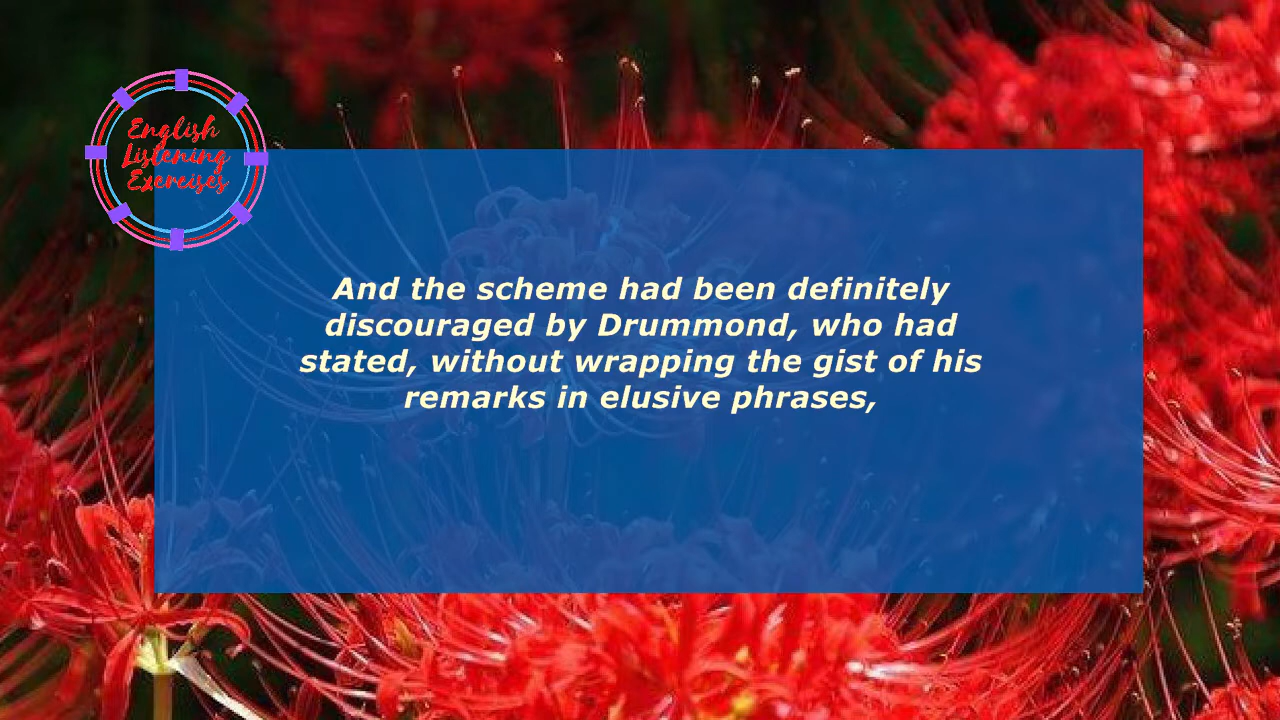 English
Listening
Exercises
And the scheme had been definitely
discouraged by Drummond, who had
stated, without wrapping the gist of his
remarks in elusive phrases,